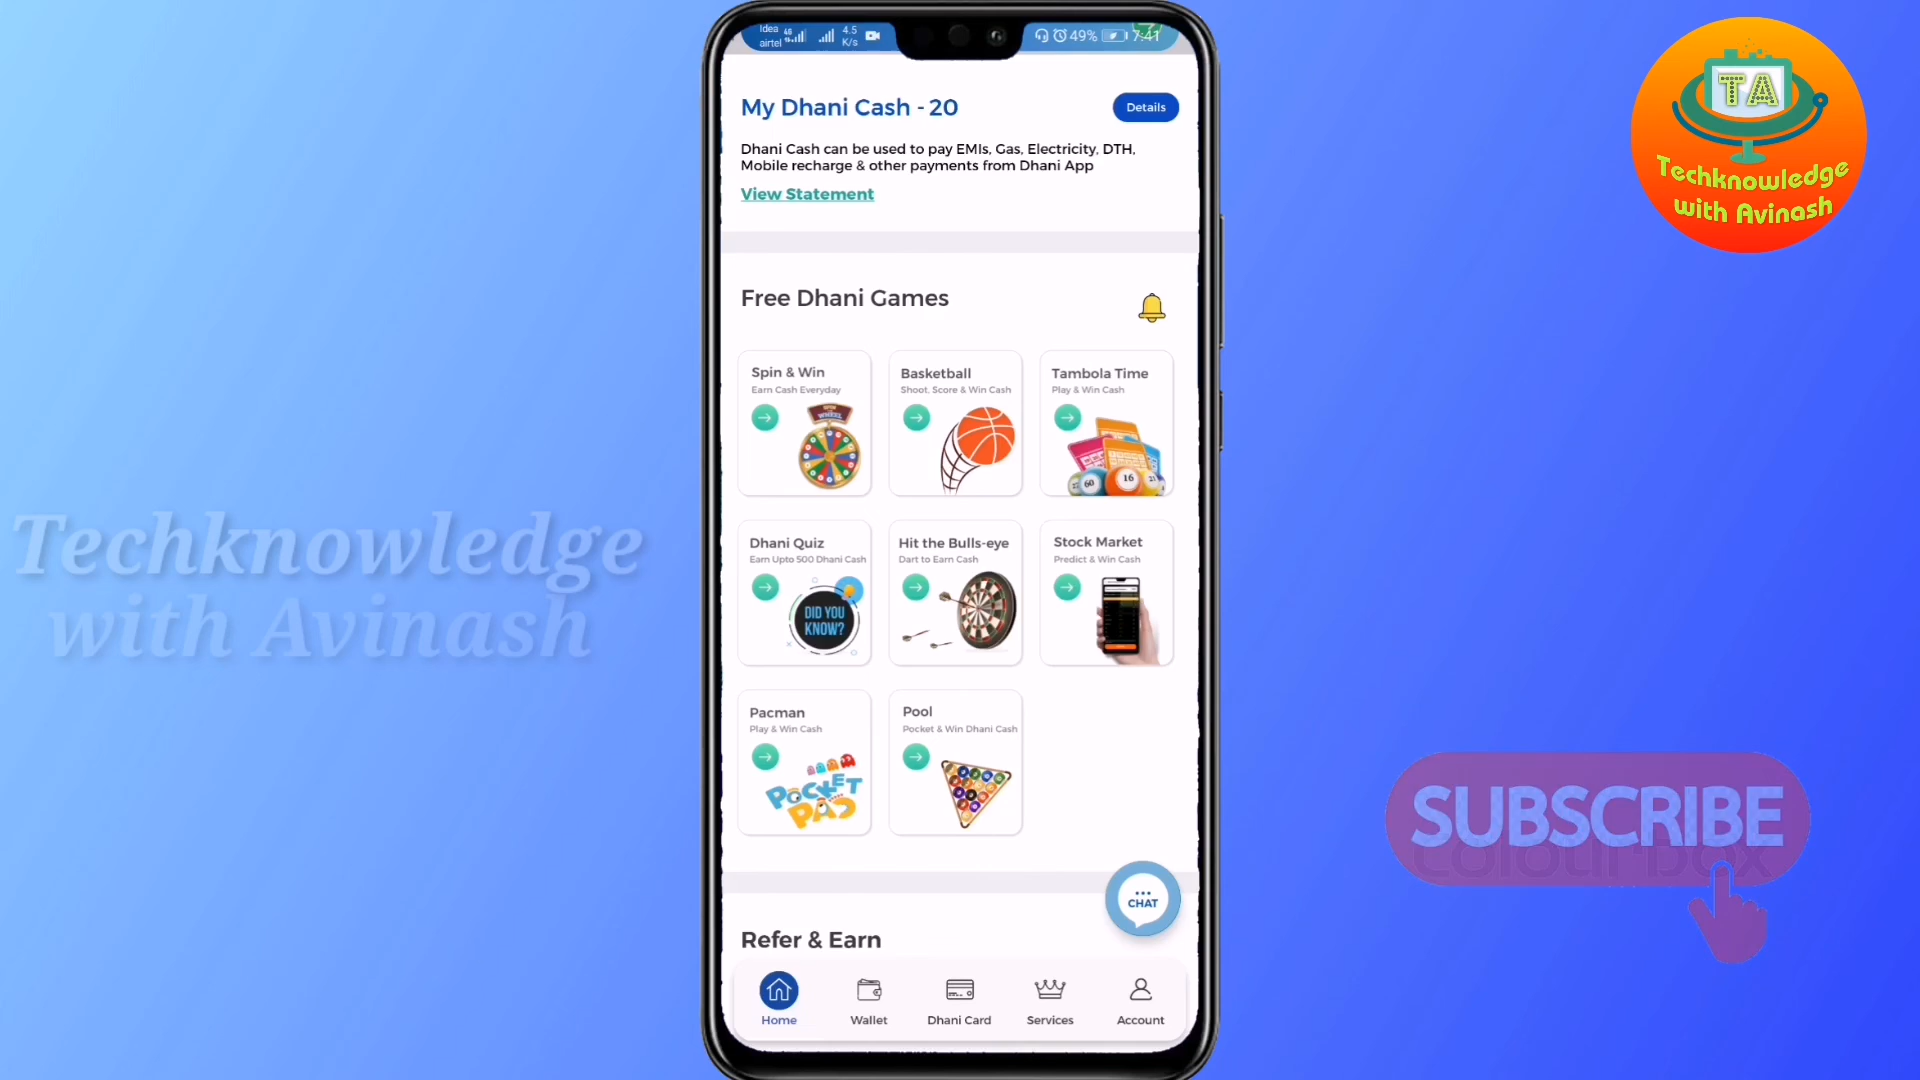 Idea
airtel 4G
4.5
K/s
49%
7:41
My Dhani Cash - 20
Details
Dhani Cash can be used to pay EMIs, Gas, Electricity, DTH,
Mobile recharge & other payments from Dhani App
View Statement
Free Dhani Games
Spin & Win
Earn Cash Everyday
WHEEL
Basketball
Shoot, Score & Win Cash
Tambola Time
Play & Win Cash
60
16
Dhani Quiz
Earn Upto 500 Dhani Cash
DID YOU
KNOW?
Hit the Bulls-eye
Dart to Earn Cash
Stock Market
Predict & Win Cash
Pacman
Play & Win Cash
POCKET
PAC
Pool
Pocket & Win Dhani Cash
CHAT
Refer & Earn
Home
Wallet
Dhani Card
Services
Account
TA
Techknowledge
with Avinash
Techknowledge
with Avinash
SUBSCRIBE
colourbox